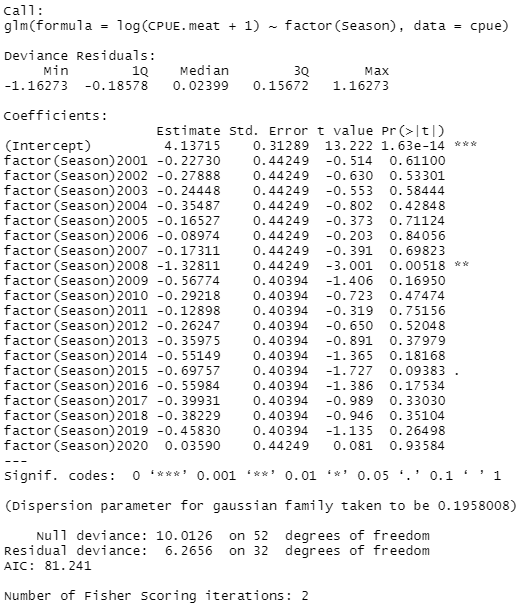 Call:
glm(formula = log(CPUE.meat + 1) ~ factor(Season), data = cpue)
Deviance Residuals:
     Min       1Q   Median       3Q      Max
-1.16273 -0.18578  0.02399  0.15672  1.16273
Coefficients:
                   Estimate Std. Error t value Pr(>|t|)
(Intercept)         4.13715    0.31289  13.222 1.63e-14 ***
factor(Season)2001 -0.22730    0.44249  -0.514  0.61100
factor(Season)2002 -0.27888    0.44249  -0.630  0.53301
factor(Season)2003 -0.24448    0.44249  -0.553  0.58444
factor(Season)2004 -0.35487    0.44249  -0.802  0.42848
factor(Season)2005 -0.16527    0.44249  -0.373  0.71124
factor(Season)2006 -0.08974    0.44249  -0.203  0.84056
factor(Season)2007 -0.17311    0.44249  -0.391  0.69823
factor(Season)2008 -1.32811    0.44249  -3.001  0.00518 **
factor(Season)2009 -0.56774    0.40394  -1.406  0.16950
factor(Season)2010 -0.29218    0.40394  -0.723  0.47474
factor(Season)2011 -0.12898    0.40394  -0.319  0.75156
factor(Season)2012 -0.26247    0.40394  -0.650  0.52048
factor(Season)2013 -0.35975    0.40394  -0.891  0.37979
factor(Season)2014 -0.55149    0.40394  -1.365  0.18168
factor(Season)2015 -0.69757    0.40394  -1.727  0.09383 .
factor(Season)2016 -0.55984    0.40394  -1.386  0.17534
factor(Season)2017 -0.39931    0.40394  -0.989  0.33030
factor(Season)2018 -0.38229    0.40394  -0.946  0.35104
factor(Season)2019 -0.45830    0.40394  -1.135  0.26498
factor(Season)2020  0.03590    0.44249   0.081  0.93584
---
Signif. codes:  0 ‘***’ 0.001 ‘**’ 0.01 ‘*’ 0.05 ‘.’ 0.1 ‘ ’ 1
(Dispersion parameter for gaussian family taken to be 0.1958008)
    Null deviance: 10.0126  on 52  degrees of freedom
Residual deviance:  6.2656  on 32  degrees of freedom
AIC: 81.241
Number of Fisher Scoring iterations: 2